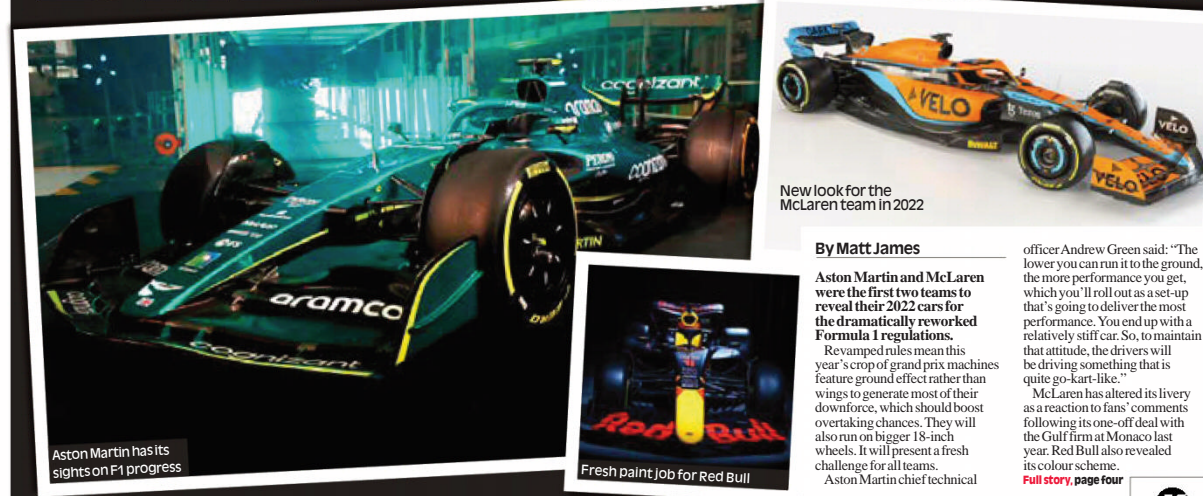 cognizant
aramco
PERONI
cognizant
MARTIN
aramco
cognizant
Aston Martin has its
sights on F1 progress
Red Bull
Fresh paint job for Red Bull
VELO
DEWALT
VELO
VELO
New look for the
McLaren team in 2022
By Matt James
Aston Martin and McLaren
were the first two teams to
reveal their 2022 cars for
the dramatically reworked
Formula 1 regulations.
Revamped rules mean this
year's crop of grand prix machines
feature ground effect rather than
wings to generate most of their
downforce, which should boost
overtaking chances. They will
also run on bigger 18-inch
wheels. It will present a fresh
challenge for all teams.
Aston Martin chief technical
officer Andrew Green said: “The
lower you can run it to the ground,
the more performance you get,
which you'll roll out as a set-up
that's going to deliver the most
performance. You end up with a
relatively stiff car. So, to maintain
that attitude, the drivers will
be driving something that is
quite go-kart-like.”
McLaren has altered its livery
as a reaction to fans' comments
following its one-off deal with
the Gulf firm at Monaco last
year. Red Bull also revealed
its colour scheme.
Full story, page four